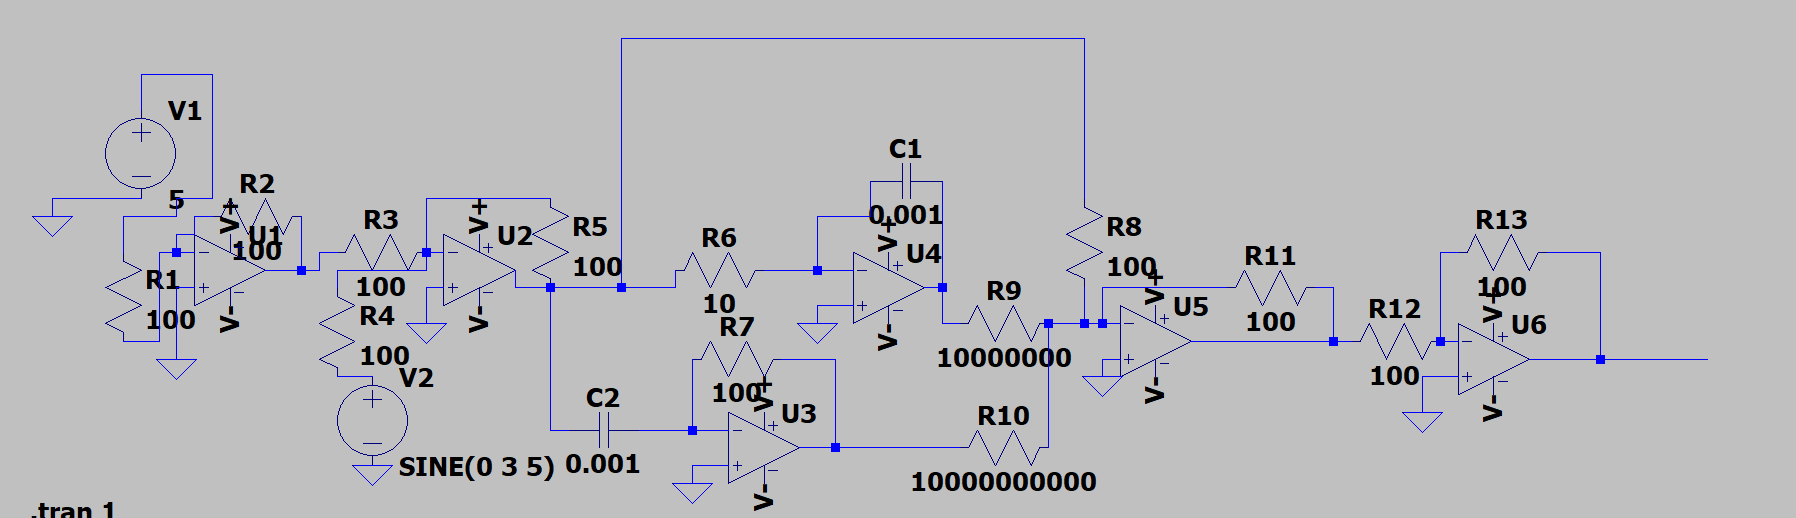 V1
5
R2
V+
U1
100
R1
100
V-
R3
100
R4
100
V2
SINE(0 3 5)
V+
U2
V-
R5
100
R6
10
R7
100
C2
0.001
V+
U3
V-
C1
0.001
V+
U4
V-
R9
10000000
R10
10000000000
R8
100
V+
U5
V-
R11
100
R12
100
R13
100
V+
U6
V-
.tran 1